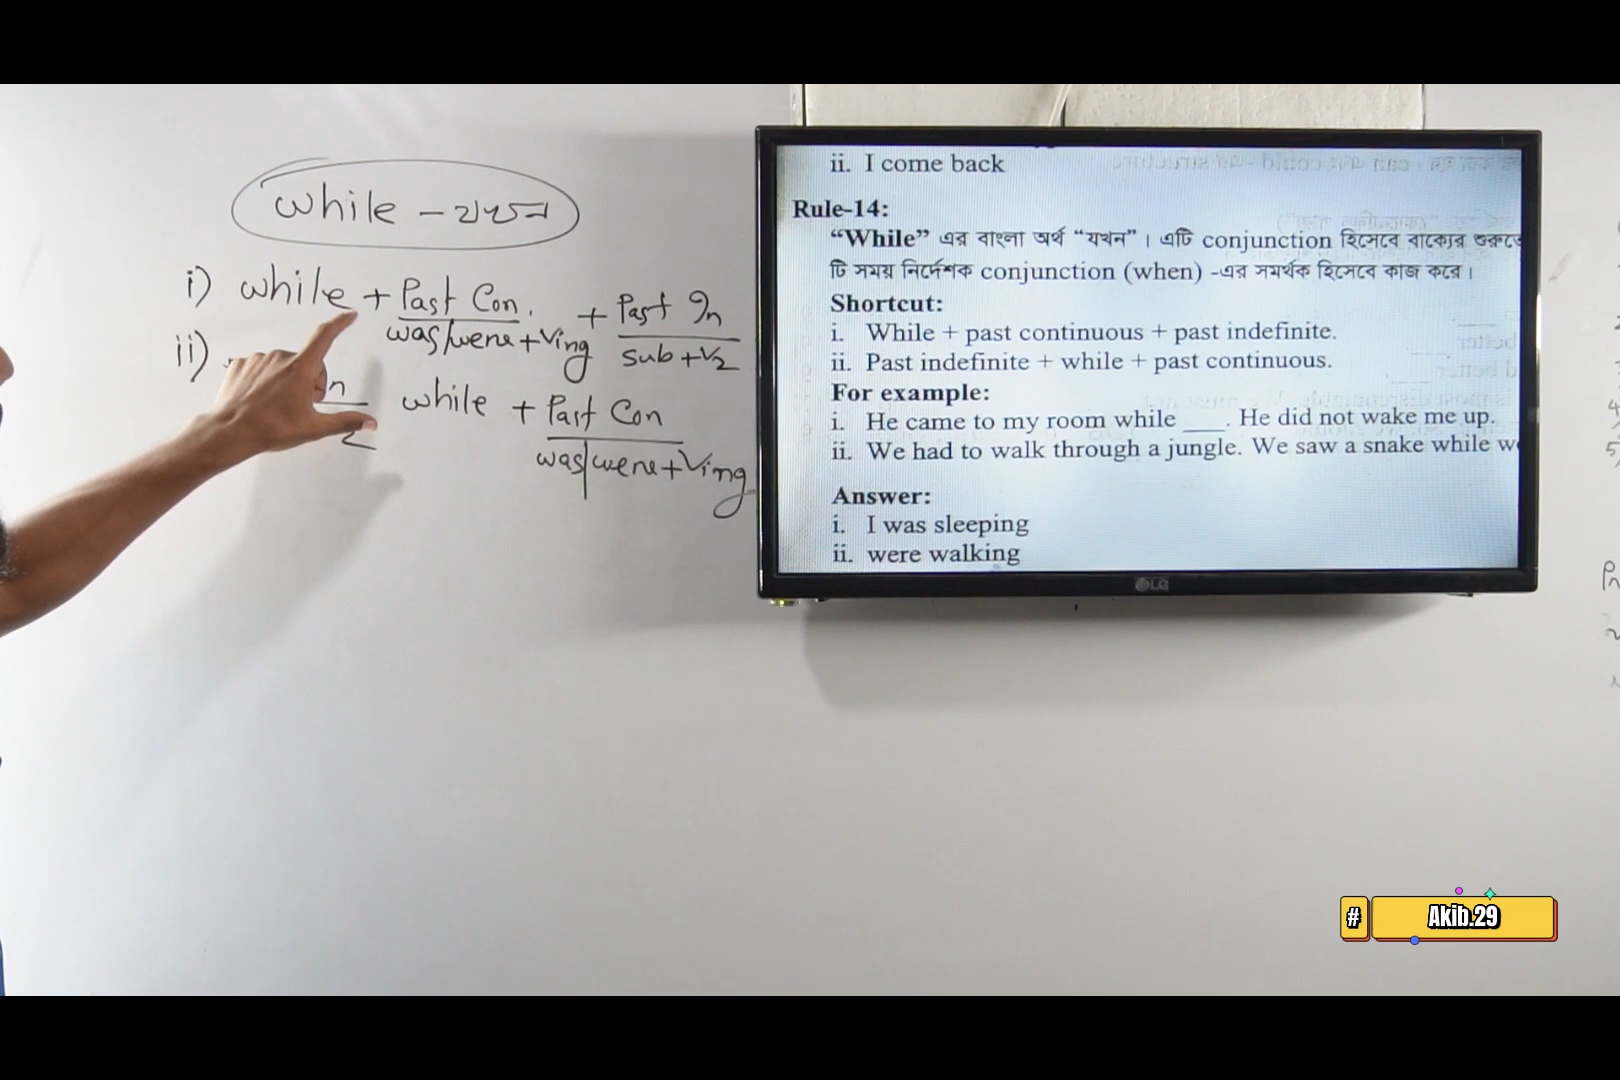 while - যখন
i) while + Past Con. + Past In
was/were + Ving sub + V2
ii)
while + Past Con
was/were + Ving
ii. I come back
Rule-14:
“While” এর বাংলা অর্থ “যখন” । এটি conjunction হিসেবে বাক্যের
টি সময় নির্দেশক conjunction (when) -এর সমর্থক হিসেবে কাজ করে ।
Shortcut:
i. While + past continuous + past indefinite.
ii. Past indefinite + while + past continuous.
For example:
i. He came to my room while ___. He did not wake me up.
ii. We had to walk through a jungle. We saw a snake while
Answer:
i. I was sleeping
ii. were walking
LG
# Akib.29